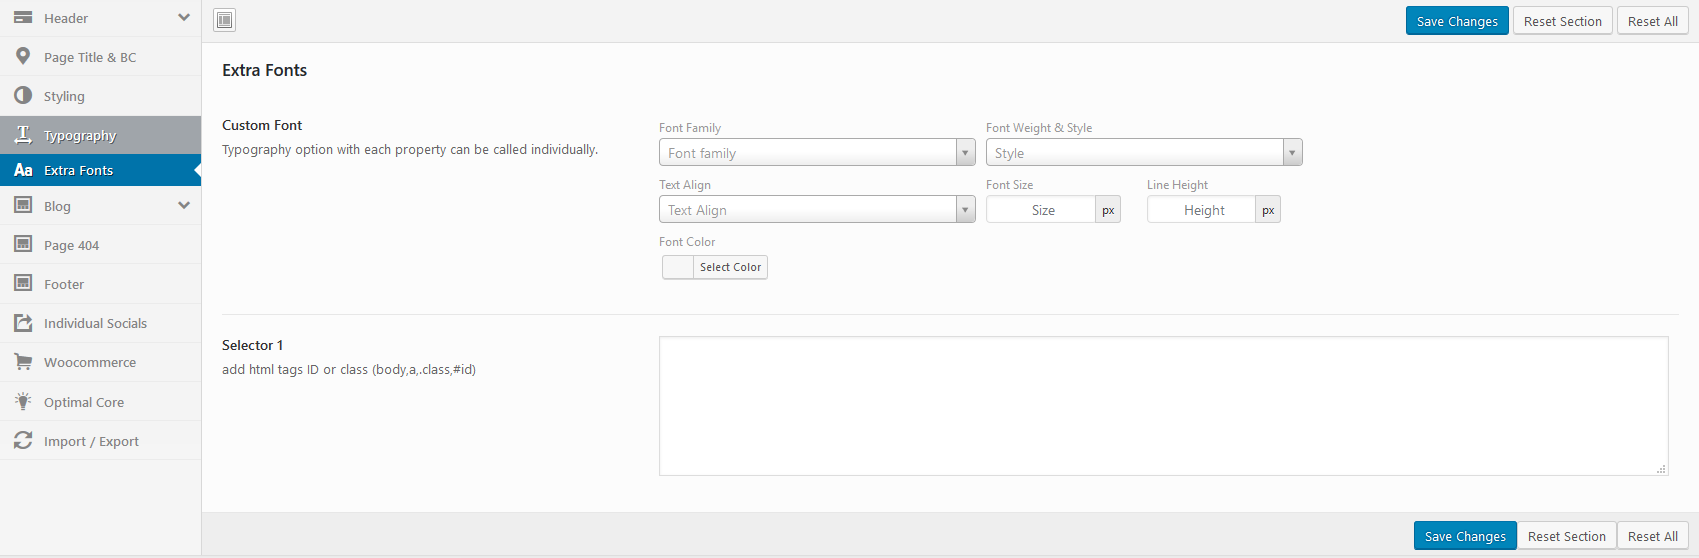 Header
Page Title & BC
Styling
Typography
Aa Extra Fonts
Blog
Page 404
Footer
Individual Socials
Woocommerce
Optimal Core
Import / Export
Save Changes Reset Section Reset All
Extra Fonts
Custom Font
Typography option with each property can be called individually.
Font Family Font Weight & Style
Font family Style
Text Align Font Size Line Height
Text Align Size px Height px
Font Color
Select Color
Selector 1
add html tags ID or class (body,a,.class,#id)
Save Changes Reset Section Reset All